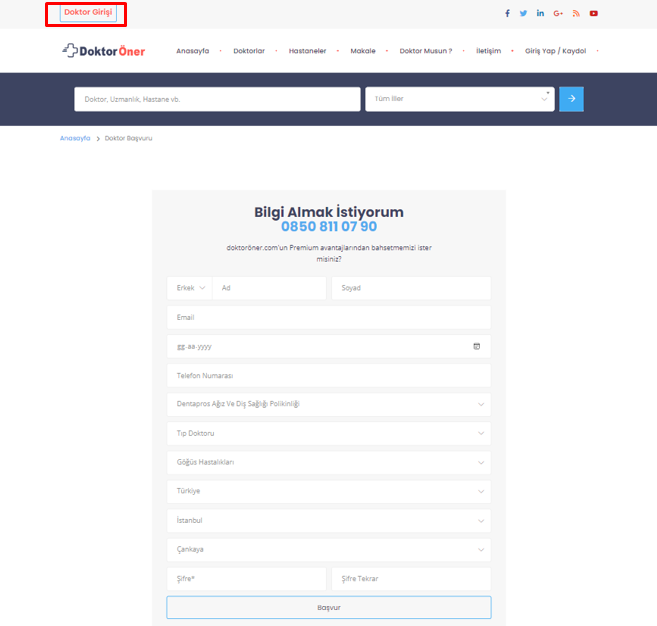 Doktor Girişi
DoktorÖner
Anasayfa
Doktorlar
Hastaneler
Makale
Doktor Musun ?
İletişim
Giriş Yap / Kaydol
Doktor, Uzmanlık, Hastane vb.
Tüm iller
Anasayfa > Doktor Başvuru
Bilgi Almak İstiyorum
0850 811 07 90
doktoröner.com'un Premium avantajlarından bahsetmemizi ister
misiniz?
Erkek
Ad
Soyad
Email
gg.aa.yyyy
Telefon Numarası
Dentapros Ağız Ve Diş Sağlığı Polikinliği
Tıp Doktoru
Göğüs Hastalıkları
Türkiye
İstanbul
Çankaya
Şifre*
Şifre Tekrar
Başvur